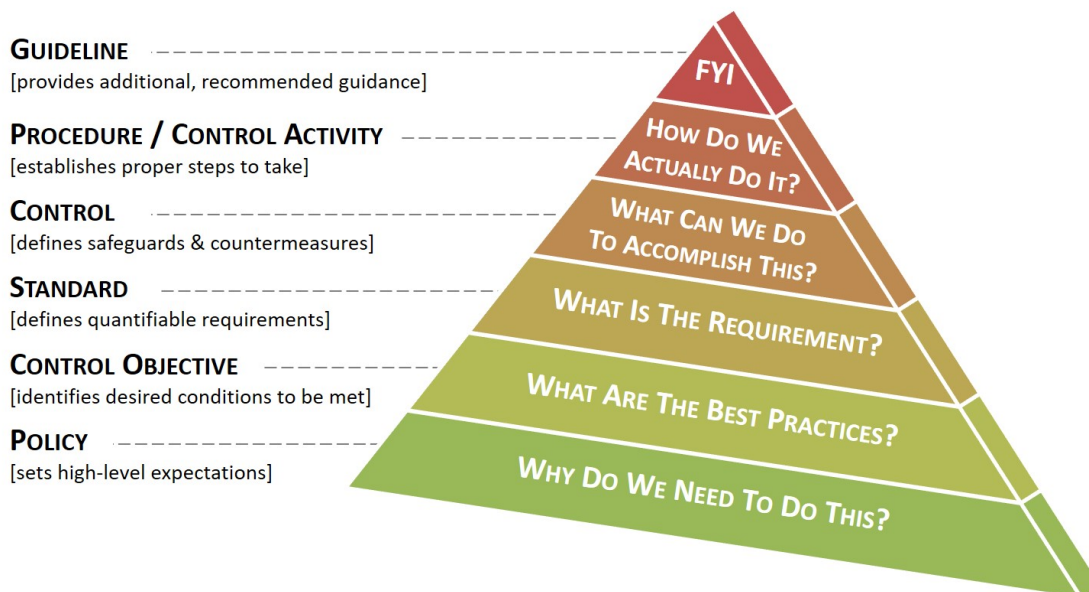 GUIDELINE
[provides additional, recommended guidance]
FYI
PROCEDURE / CONTROL ACTIVITY
[establishes proper steps to take]
HOW DO WE
ACTUALLY DO IT?
CONTROL
[defines safeguards & countermeasures]
WHAT CAN WE DO
TO ACCOMPLISH THIS?
STANDARD
[defines quantifiable requirements]
WHAT IS THE REQUIREMENT?
CONTROL OBJECTIVE
[identifies desired conditions to be met]
WHAT ARE THE BEST PRACTICES?
POLICY
[sets high-level expectations]
WHY DO WE NEED TO DO THIS?